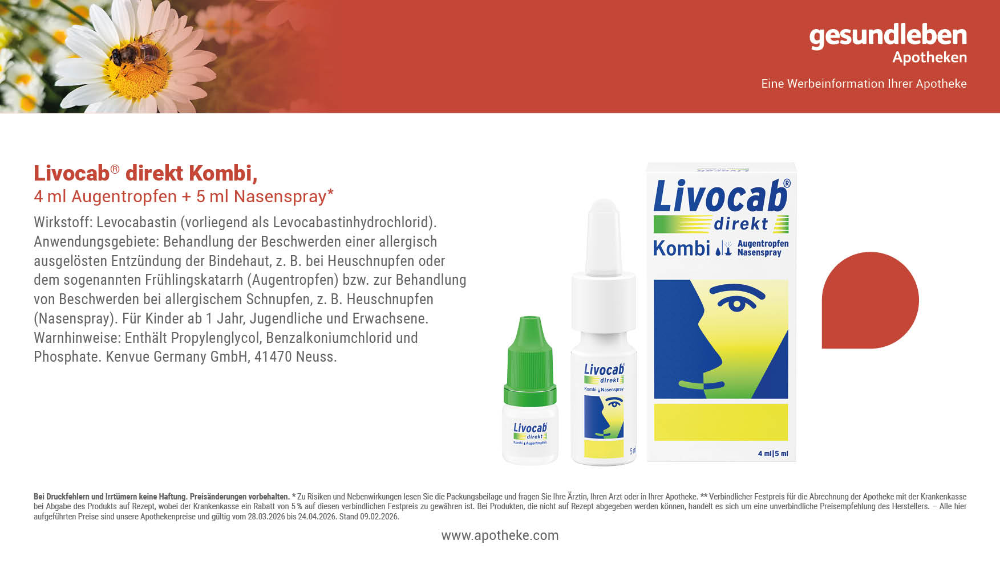 gesundleben
Apotheken
Eine Werbeinformation Ihrer Apotheke
Livocab® direkt Kombi,
4 ml Augentropfen + 5 ml Nasenspray*
Wirkstoff: Levocabastin (vorliegend als Levocabastinhydrochlorid).
Anwendungsgebiete: Behandlung der Beschwerden einer allergisch
ausgelösten Entzündung der Bindehaut, z. B. bei Heuschnupfen oder
dem sogenannten Frühlingskatarrh (Augentropfen) bzw. zur Behandlung
von Beschwerden bei allergischem Schnupfen, z. B. Heuschnupfen
(Nasenspray). Für Kinder ab 1 Jahr, Jugendliche und Erwachsene.
Warnhinweise: Enthält Propylenglycol, Benzalkoniumchlorid und
Phosphate. Kenvue Germany GmbH, 41470 Neuss.
Livocab®
direkt
Kombi Augentropfen
Livocab®
direkt
Kombi Nasenspray
5 ml
Livocab®
direkt
Kombi Augentropfen
Nasenspray
4 ml|5 ml
Bei Druckfehlern und Irrtümern keine Haftung. Preisänderungen vorbehalten. * Zu Risiken und Nebenwirkungen lesen Sie die Packungsbeilage und fragen Sie Ihre Ärztin, Ihren Arzt oder in Ihrer Apotheke. ** Verbindlicher Festpreis für die Abrechnung der Apotheke mit der Krankenkasse
bei Abgabe des Produkts auf Rezept, wobei der Krankenkasse ein Rabatt von 5 % auf diesen verbindlichen Festpreis zu gewähren ist. Bei Produkten, die nicht auf Rezept abgegeben werden können, handelt es sich um eine unverbindliche Preisempfehlung des Herstellers. – Alle hier
aufgeführten Preise sind unsere Apothekenpreise und gültig vom 28.03.2026 bis 24.04.2026. Stand 09.02.2026.
www.apotheke.com